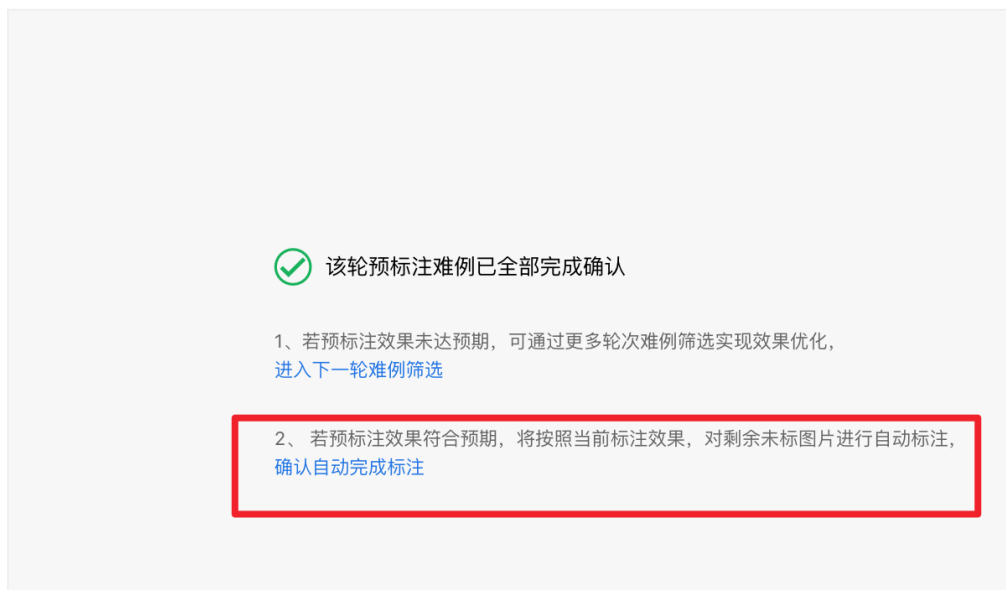 该轮预标注难例已全部完成确认
1、若预标注效果未达预期，可通过更多轮次难例筛选实现效果优化，
进入下一轮难例筛选
2、 若预标注效果符合预期，将按照当前标注效果，对剩余未标图片进行自动标注，
确认自动完成标注